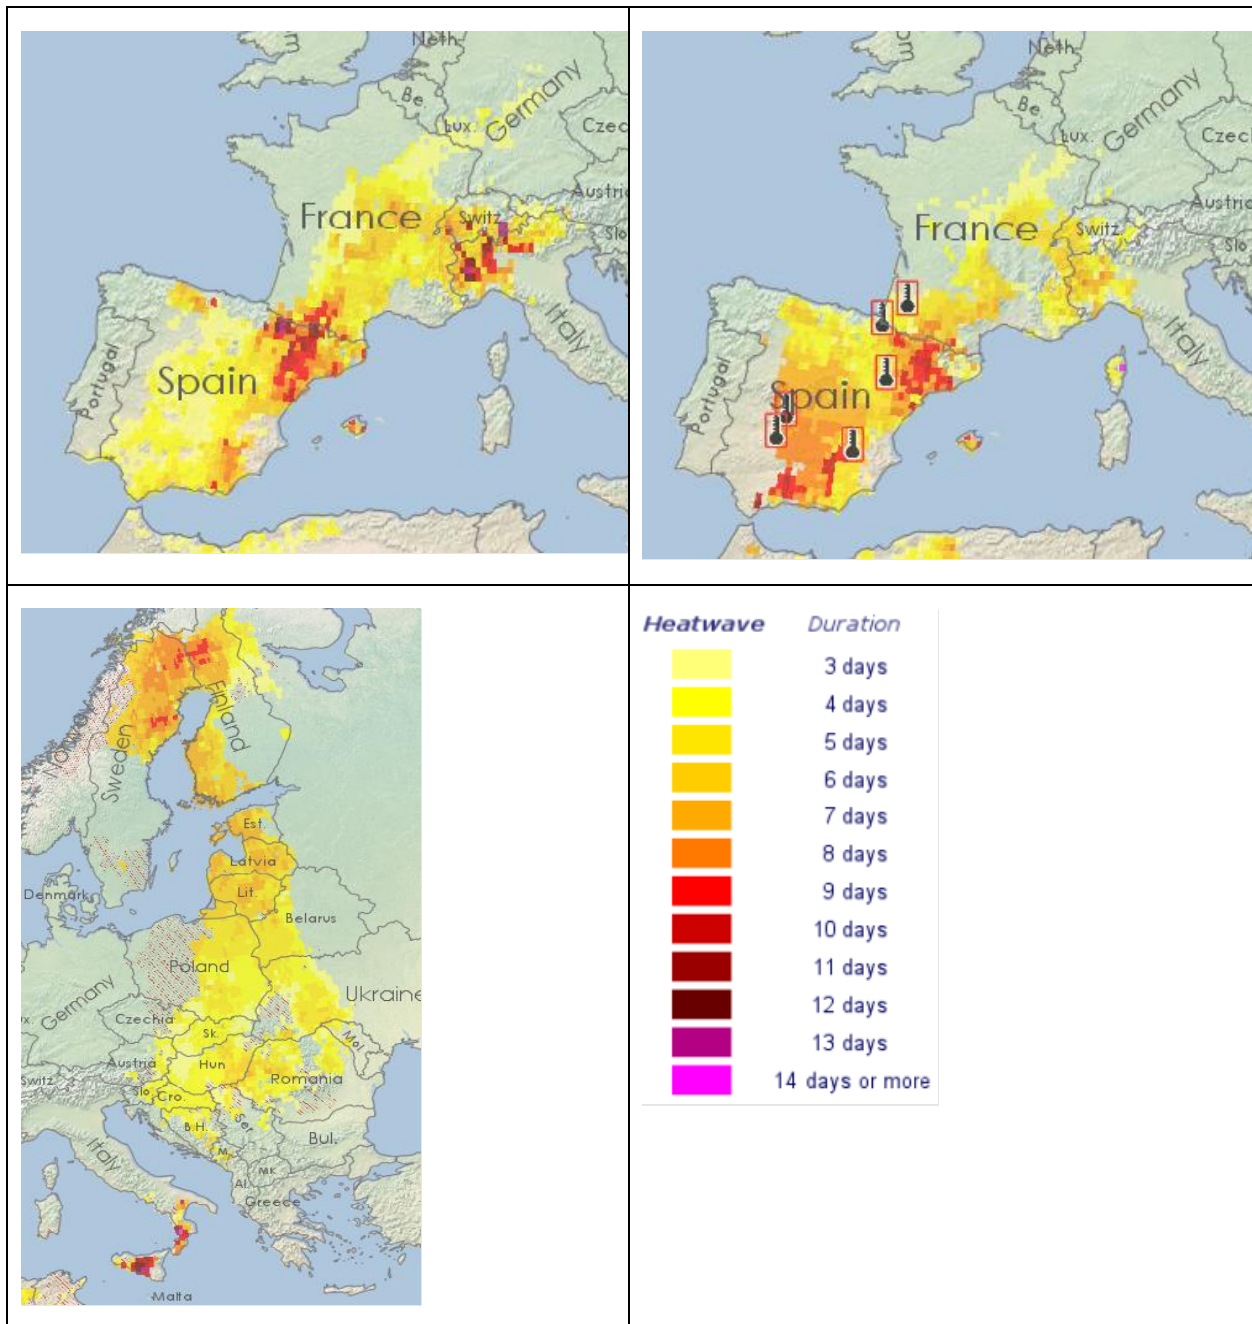 Neth.
Be.
Lux.
Germany
Czec
Austria
France
Switz.
Slo
Italy
Portugal
Spain
Neth.
Be.
Lux.
Germany
Czec
Austri
France
Switz.
Slo.
Italy
Portugal
Spain
Norway
Sweden
Finland
Est.
Latvia
Lit.
Denmark
Belarus
Poland
Germany
Ukraine
Czechia
Sk.
Mol
Austria
Hun
Switz.
Romania
Slo.
Cro.
B.H.
Ser
Bul.
Italy
M.
MK
Al.
Greece
Malta
Heatwave Duration
3 days
4 days
5 days
6 days
7 days
8 days
9 days
10 days
11 days
12 days
13 days
14 days or more